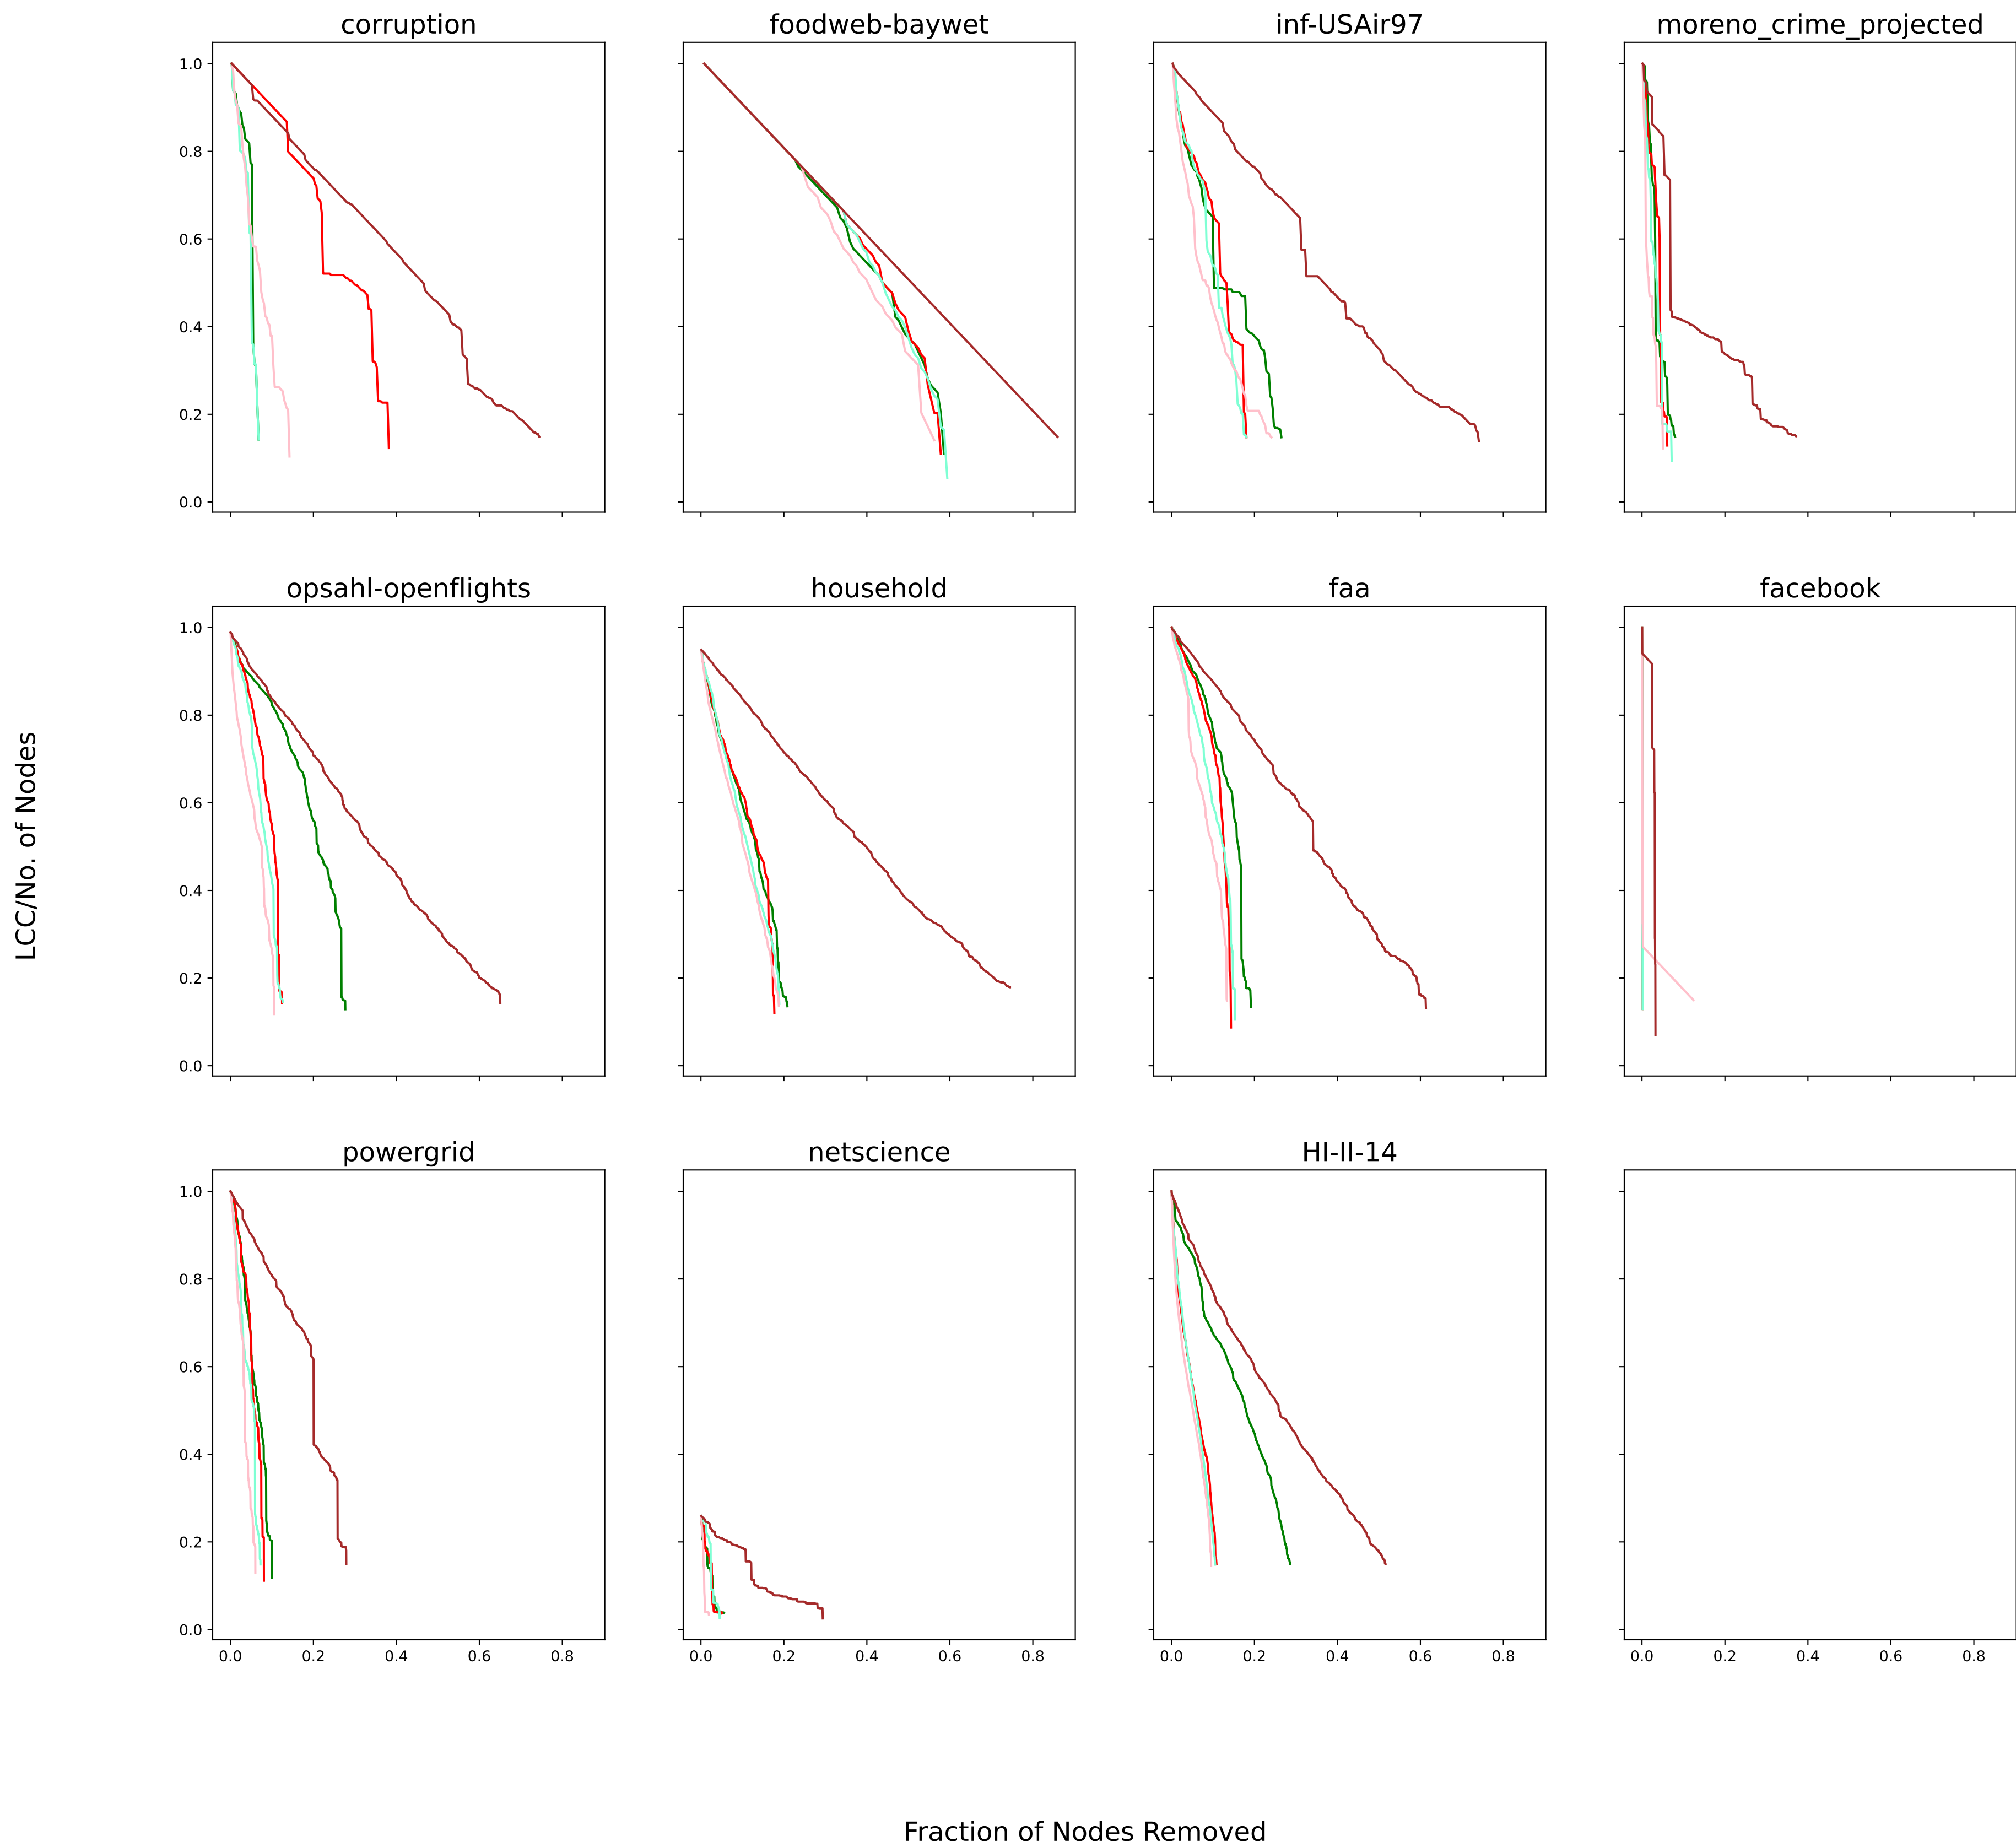 corruption
foodweb-baywet
inf-USAir97
moreno_crime_projected
1.0
0.8
0.6
0.4
0.2
0.0
opsahl-openflights
household
faa
facebook
1.0
0.8
0.6
0.4
0.2
0.0
LCC/No. of Nodes
powergrid
netscience
HI-II-14
1.0
0.8
0.6
0.4
0.2
0.0
0.0 0.2 0.4 0.6 0.8
0.0 0.2 0.4 0.6 0.8
0.0 0.2 0.4 0.6 0.8
0.0 0.2 0.4 0.6 0.8
Fraction of Nodes Removed